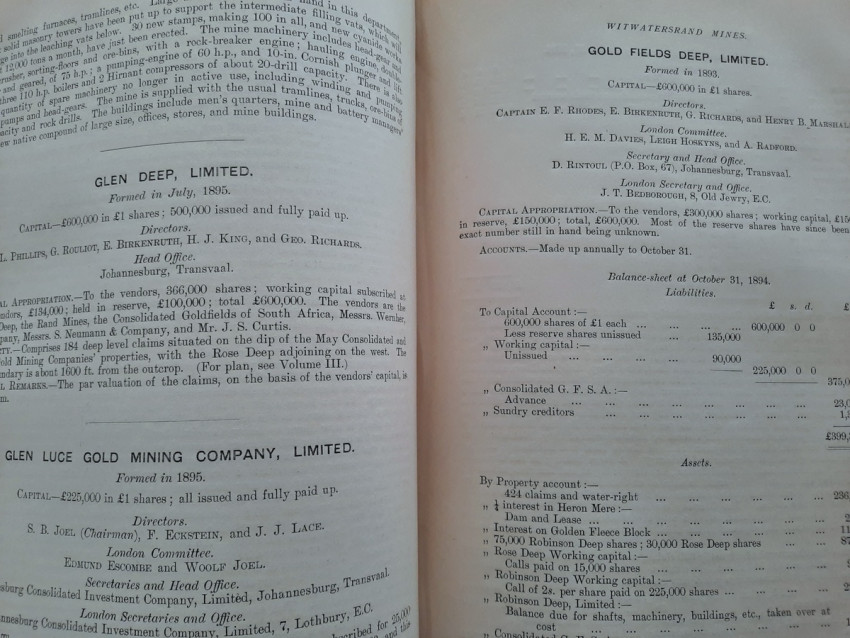 smelting furnaces, tramlines, etc.
hand in this department,
solid masonry towers have been put up to support the intermediate filling vats, which will
into the leaching vats below. 30 new stamps, making 100 in all, and new cyanide works
12,000 tons a month, have just been erected. The mine machinery includes head-gear and
crusher, sorting-floors and ore-bins, with a rock-breaker engine; hauling engine, double-
and geared, of 75 h.p.; a pumping-engine of 60 h.p., and 10-in. Cornish plunger and lift
three 110 h.p. boilers and 2 Hirnant compressors of about 20-drill capacity. There is also
quantity of spare machinery no longer in active use, including winding and pumping
pumps and head-gears. The mine is supplied with the usual tramlines, trucks, ore-bins
and rock drills. The buildings include men's quarters, mine and battery managers'
new native compound of large size, offices, stores, and mine buildings.
GLEN DEEP, LIMITED.
Formed in July, 1895.
CAPITAL—£600,000 in £1 shares; 500,000 issued and fully paid up.
Directors.
L. PHILLIPS, G. ROULIOT, E. BIRKENRUTH, H. J. KING, and GEO. RICHARDS.
Head Office.
Johannesburg, Transvaal.
APPROPRIATION.—To the vendors, 366,000 shares; working capital subscribed at
£134,000; held in reserve, £100,000; total £600,000. The vendors are the
Deep, the Rand Mines, the Consolidated Goldfields of South Africa, Messrs. Wernher,
Messrs. S. Neumann & Company, and Mr. J. S. Curtis.
Comprises 184 deep level claims situated on the dip of the May Consolidated and
Mining Companies' properties, with the Rose Deep adjoining on the west. The
is about 1600 ft. from the outcrop. (For plan, see Volume III.)
REMARKS.—The par valuation of the claims, on the basis of the vendors' capital, is
GLEN LUCE GOLD MINING COMPANY, LIMITED.
Formed in 1895.
CAPITAL—£225,000 in £1 shares; all issued and fully paid up.
Directors.
S. B. JOEL (Chairman), F. ECKSTEIN, and J. J. LACE.
London Committee.
EDMUND ESCOMBE and WOOLF JOEL.
Secretaries and Head Office.
Consolidated Investment Company, Limited, Johannesburg, Transvaal.
London Secretaries and Office.
Consolidated Investment Company, Limited, 7, Lothbury, E.C.
for 25,000
WITWATERSRAND MINES.
GOLD FIELDS DEEP, LIMITED.
Formed in 1893.
CAPITAL—£600,000 in £1 shares.
Directors.
CAPTAIN E. F. RHODES, E. BIRKENRUTH, G. RICHARDS, and HENRY B. MARSHAL
London Committee.
H. E. M. DAVIES, LEIGH HOSKYNS, and A. RADFORD.
Secretary and Head Office.
D. RINTOUL (P.O. Box, 67), Johannesburg, Transvaal.
London Secretary and Office.
J. T. BEDBOROUGH, 8, Old Jewry, E.C.
CAPITAL APPROPRIATION.—To the vendors, £300,000 shares; working capital,
in reserve, £150,000; total, £600,000. Most of the reserve shares have since been
exact number still in hand being unknown.
ACCOUNTS.—Made up annually to October 31.
Balance-sheet at October 31, 1894.
Liabilities.
£ s. d. £
To Capital Account:—
600,000 shares of £1 each ... ... ... 600,000 0 0
Less reserve shares unissued ... 135,000
„ Working capital:—
Unissued ... ... ... ... 90,000
225,000 0 0
375,0
„ Consolidated G. F. S. A.:—
Advance ... ... ... ... ... ... ... 23,0
„ Sundry creditors ... ... ... ... ... ...
£399,
Assets.
By Property account:—
424 claims and water-right ... ... ... ... ... 236,
„ ¼ interest in Heron Mere:—
Dam and Lease ... ... ... ... ... ... ... 2
„ Interest on Golden Fleece Block ... ... ... ... ... 11
„ 75,000 Robinson Deep shares; 30,000 Rose Deep shares ... ... 87
„ Rose Deep Working capital:—
Calls paid on 15,000 shares ... ... ... ... ...
„ Robinson Deep Working capital:—
Call of 2s. per share paid on 225,000 shares ... ... ... 2
„ Robinson Deep, Limited:—
Balance due for shafts, machinery, buildings, etc., taken over at
cost ... ... ... ... ... ... ... ... 1
„ Consolidated